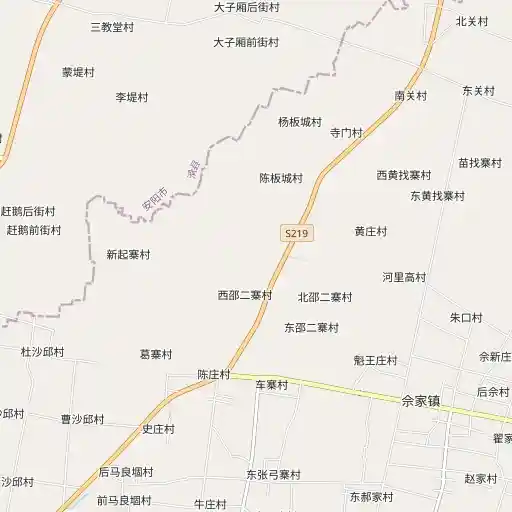 大子厢后街村
北关村
三教堂村
大子厢前街村
蒙堤村
东关村
李堤村
南关村
杨板城村
寺门村
苗找寨村
滑县
陈板城村
西黄找寨村
安阳市
东黄找寨村
赶鹅后街村
赶鹅前街村
S219
黄庄村
新起寨村
河里高村
西邵二寨村
北邵二寨村
朱口村
东邵二寨村
杜沙邱村
葛寨村
魁王庄村
佘新庄
陈庄村
车寨村
后佘村
佘家镇
沙邱村
曹沙邱村
史庄村
翟家
后马良堌村
东张弓寨村
赵家村
沙邱村
前马良堌村
牛庄村
东郝家村